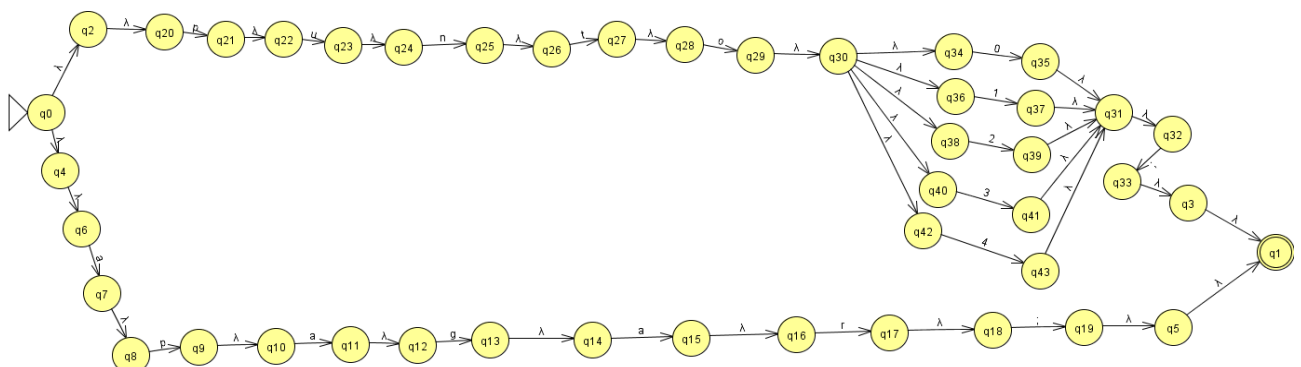 q2 λ q20 p q21 λ q22 u q23 λ q24 n q25 λ q26 t q27 λ q28 o q29 λ q30 λ q34 0 q35 λ
λ λ q36 1 q37 λ q31 λ q32
q0 λ q38 2 q39 λ : q33 λ q3 λ
λ q4 λ q40 3 q41 λ
λ q6 λ q42 4 q43 λ q1
a q7
λ q8 p q9 λ q10 a q11 λ q12 g q13 λ q14 a q15 λ q16 r q17 λ q18 ; q19 λ q5 λ